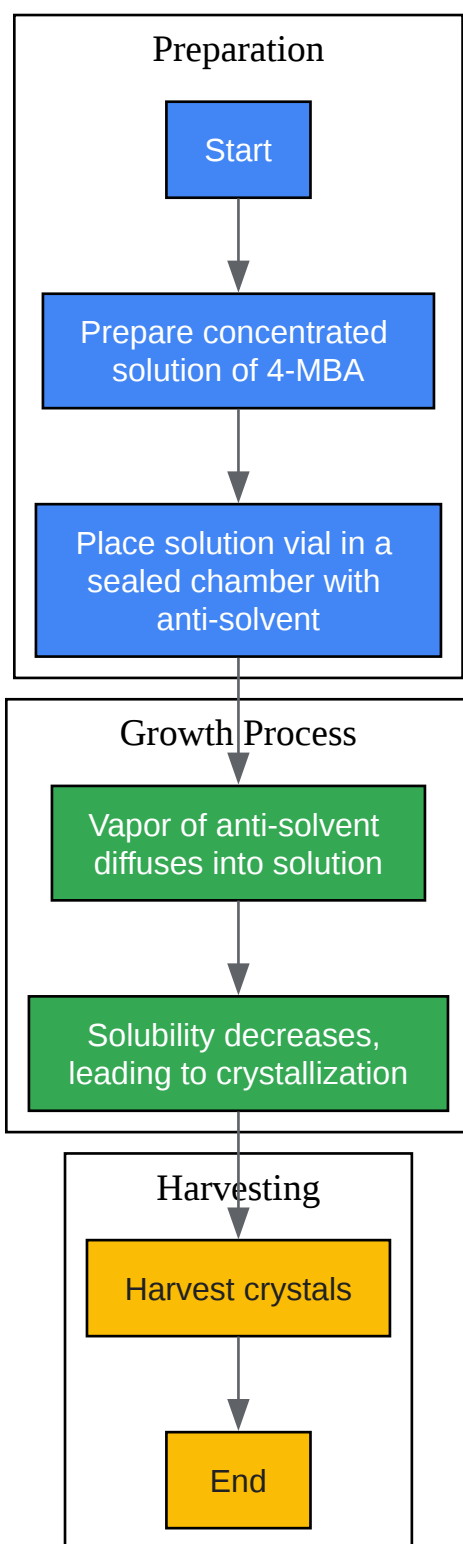 Preparation
Start
Prepare concentrated
solution of 4-MBA
Place solution vial in a
sealed chamber with
anti-solvent
Growth Process
Vapor of anti-solvent
diffuses into solution
Solubility decreases,
leading to crystallization
Harvesting
Harvest crystals
End